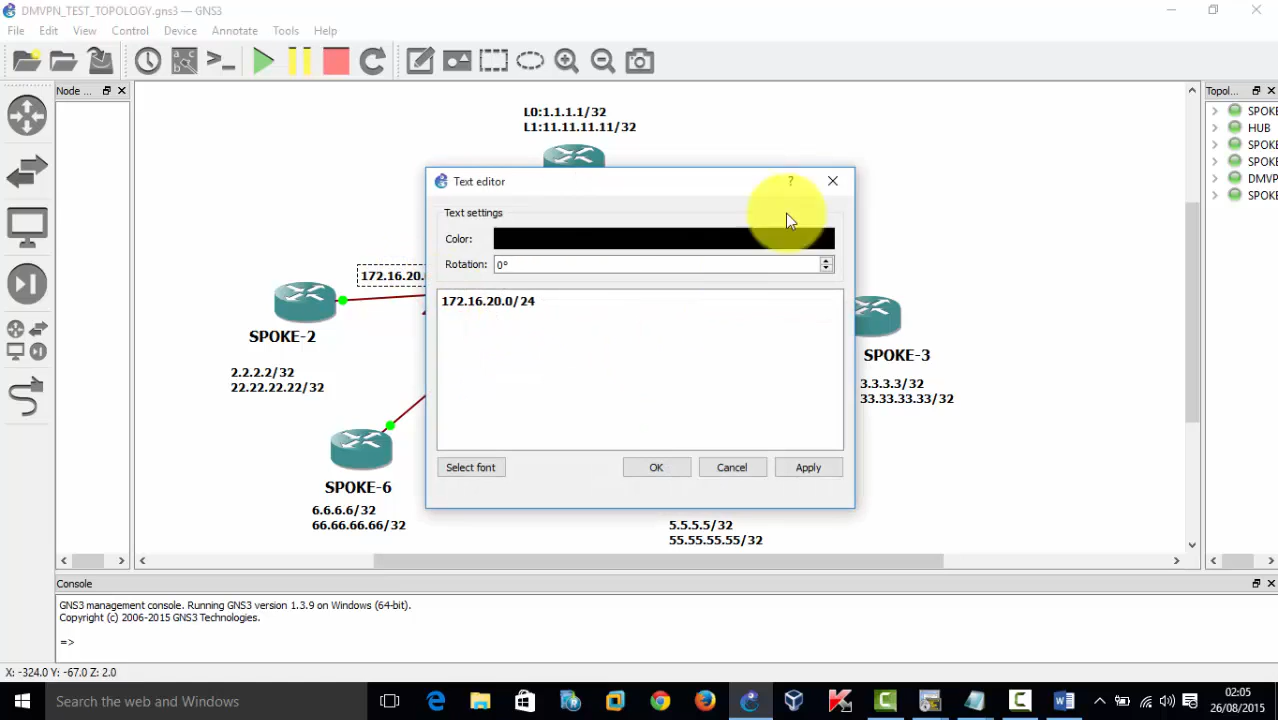 DMVPN_TEST_TOPOLOGY.gns3 — GNS3
File Edit View Control Device Annotate Tools Help
Node ...
Topol...
L0:1.1.1.1/32
L1:11.11.11.11/32
SPOKE
HUB
SPOKE
SPOKE
DMVP
SPOKE
Text editor
?
Text settings
Color:
Rotation: 0°
172.16.20.0/24
Select font
OK
Cancel
Apply
172.16.20.
SPOKE-2
2.2.2.2/32
22.22.22.22/32
SPOKE-3
3.3.3.3/32
33.33.33.33/32
SPOKE-6
6.6.6.6/32
66.66.66.66/32
5.5.5.5/32
55.55.55.55/32
Console
GNS3 management console. Running GNS3 version 1.3.9 on Windows (64-bit).
Copyright (c) 2006-2015 GNS3 Technologies.
=>
X: -324.0 Y: -67.0 Z: 2.0
Search the web and Windows
02:05
26/08/2015